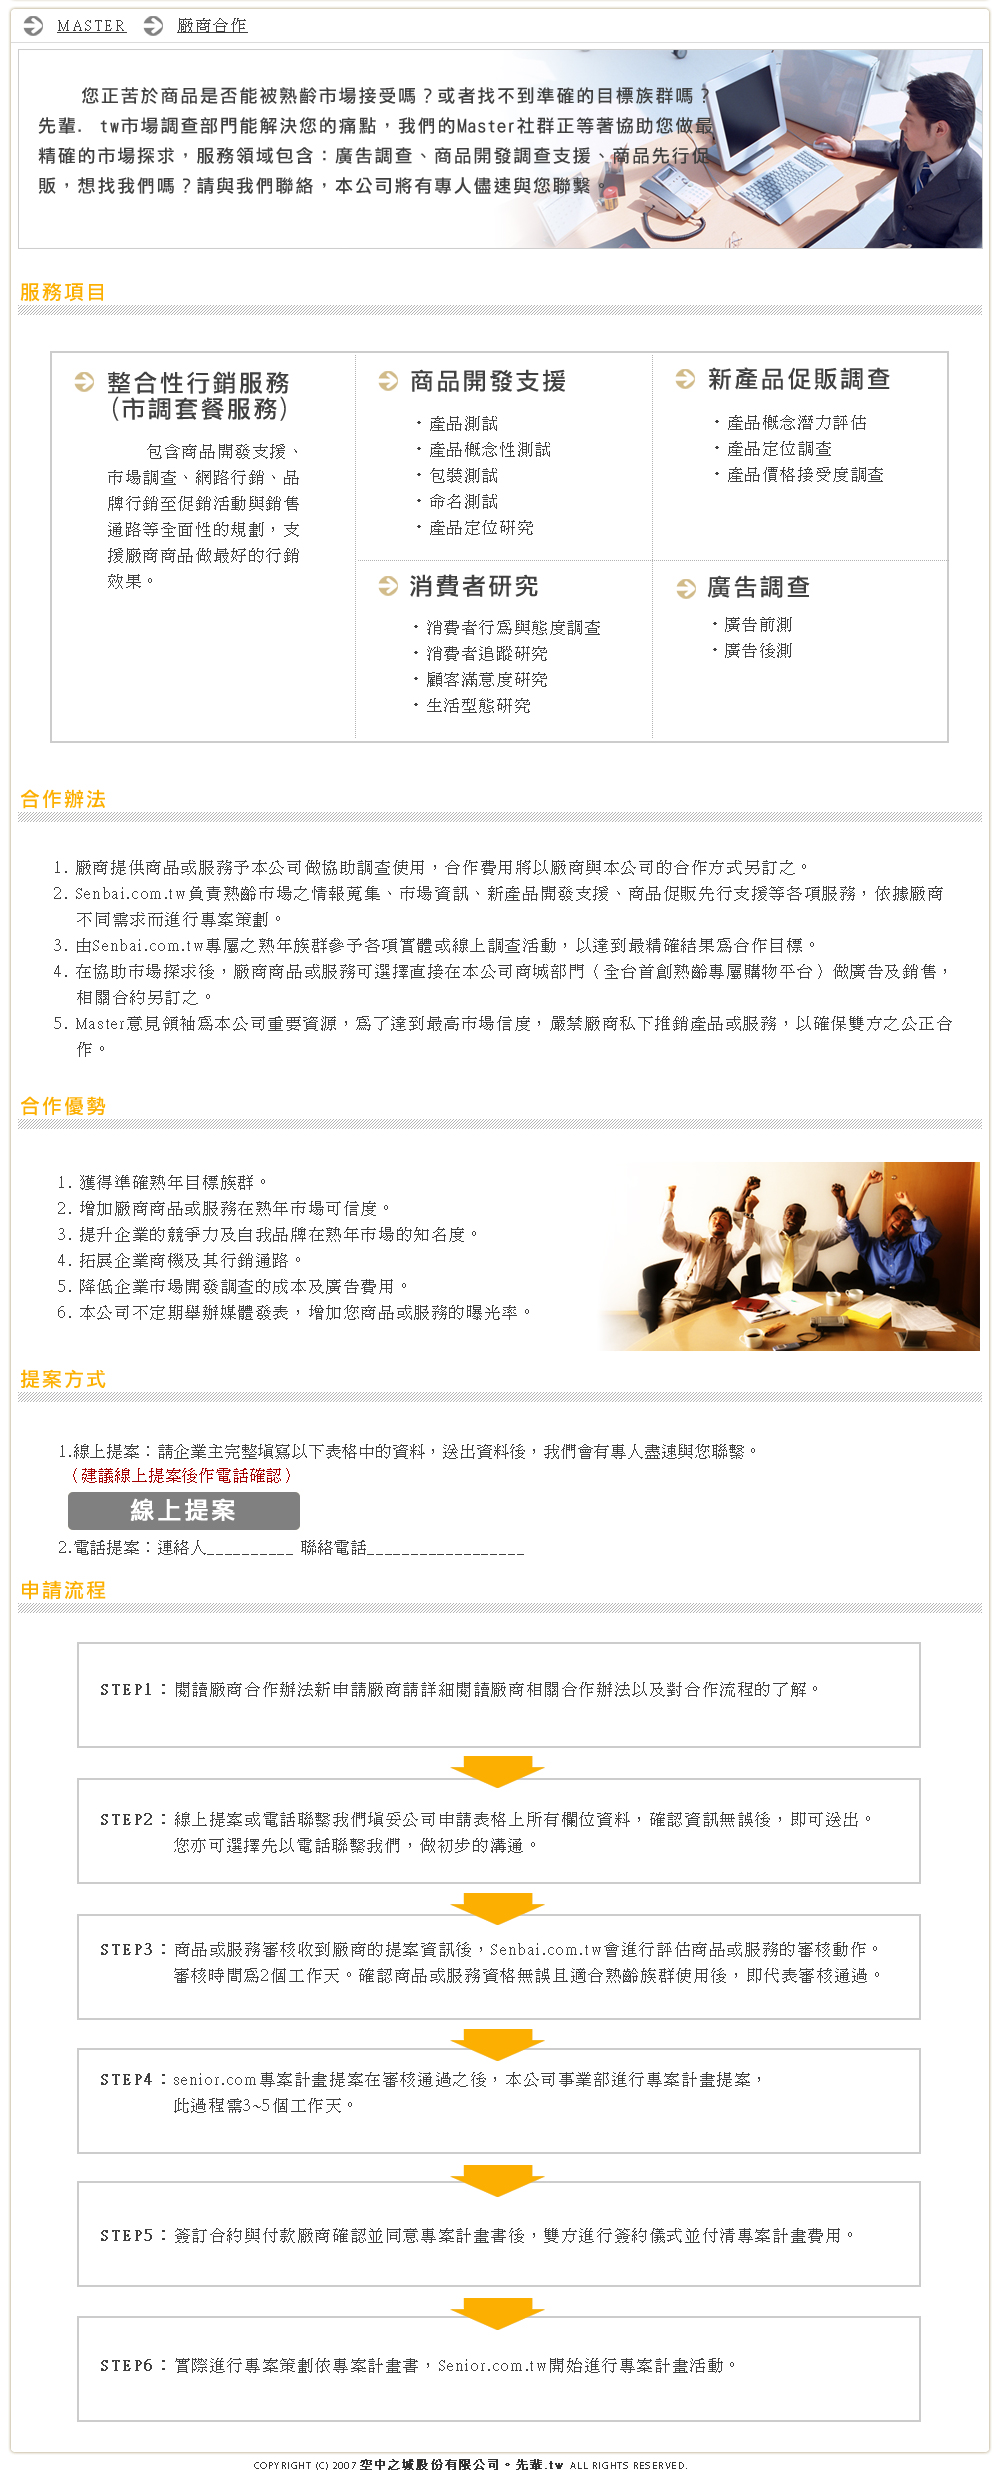 MASTER 廠商合作
您正苦於商品是否能被熟齡市場接受嗎？或者找不到準確的目標族群嗎？
先輩. tw市場調查部門能解決您的痛點，我們的Master社群正等著協助您做最
精確的市場探求，服務領域包含：廣告調查、商品開發調查支援、商品先行促
販，想找我們嗎？請與我們聯絡，本公司將有專人儘速與您聯繫。
服務項目
整合性行銷服務
(市調套餐服務)
包含商品開發支援、
市場調查、網路行銷、品
牌行銷至促銷活動與銷售
通路等全面性的規劃，支
援廠商商品做最好的行銷
效果。
商品開發支援
・產品測試
・產品概念性測試
・包裝測試
・命名測試
・產品定位研究
新產品促販調查
・產品概念潛力評估
・產品定位調查
・產品價格接受度調查
消費者研究
・消費者行為與態度調查
・消費者追蹤研究
・顧客滿意度研究
・生活型態研究
廣告調查
・廣告前測
・廣告後測
合作辦法
1. 廠商提供商品或服務予本公司做協助調查使用，合作費用將以廠商與本公司的合作方式另訂之。
2. Senbai.com.tw負責熟齡市場之情報蒐集、市場資訊、新產品開發支援、商品促販先行支援等各項服務，依據廠商
不同需求而進行專案策劃。
3. 由Senbai.com.tw專屬之熟年族群參予各項實體或線上調查活動，以達到最精確結果為合作目標。
4. 在協助市場探求後，廠商商品或服務可選擇直接在本公司商城部門（全台首創熟齡專屬購物平台）做廣告及銷售，
相關合約另訂之。
5. Master意見領袖為本公司重要資源，為了達到最高市場信度，嚴禁廠商私下推銷產品或服務，以確保雙方之公正合
作。
合作優勢
1. 獲得準確熟年目標族群。
2. 增加廠商商品或服務在熟年市場可信度。
3. 提升企業的競爭力及自我品牌在熟年市場的知名度。
4. 拓展企業商機及其行銷通路。
5. 降低企業市場開發調查的成本及廣告費用。
6. 本公司不定期舉辦媒體發表，增加您商品或服務的曝光率。
提案方式
1.線上提案：請企業主完整填寫以下表格中的資料，送出資料後，我們會有專人盡速與您聯繫。
（建議線上提案後作電話確認）
線上提案
2.電話提案：連絡人__________ 聯絡電話__________________
申請流程
STEP1：閱讀廠商合作辦法新申請廠商請詳細閱讀廠商相關合作辦法以及對合作流程的了解。
STEP2：線上提案或電話聯繫我們填妥公司申請表格上所有欄位資料，確認資訊無誤後，即可送出。
您亦可選擇先以電話聯繫我們，做初步的溝通。
STEP3：商品或服務審核收到廠商的提案資訊後，Senbai.com.tw會進行評估商品或服務的審核動作。
審核時間為2個工作天。確認商品或服務資格無誤且適合熟齡族群使用後，即代表審核通過。
STEP4：senior.com專案計畫提案在審核通過之後，本公司事業部進行專案計畫提案，
此過程需3~5個工作天。
STEP5：簽訂合約與付款廠商確認並同意專案計畫書後，雙方進行簽約儀式並付清專案計畫費用。
STEP6：實際進行專案策劃依專案計畫書，Senior.com.tw開始進行專案計畫活動。
COPYRIGHT (C) 2007 空中之城股份有限公司。先輩.tw ALL RIGHTS RESERVED.